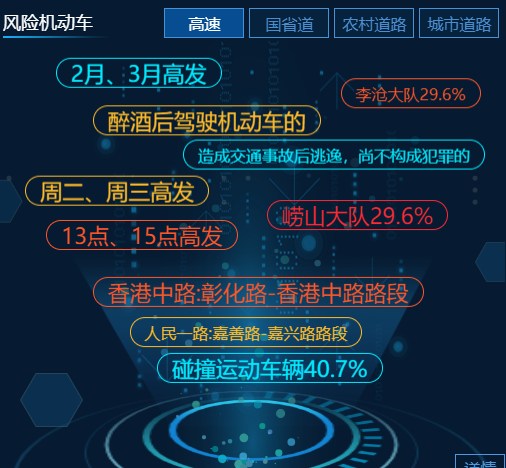 风险机动车
高速
国省道
农村道路
城市道路
2月、3月高发
李沧大队29.6%
醉酒后驾驶机动车的
造成交通事故后逃逸，尚不构成犯罪的
周二、周三高发
崂山大队29.6%
13点、15点高发
香港中路:彰化路-香港中路路段
人民一路:嘉善路-嘉兴路路段
碰撞运动车辆40.7%
详情